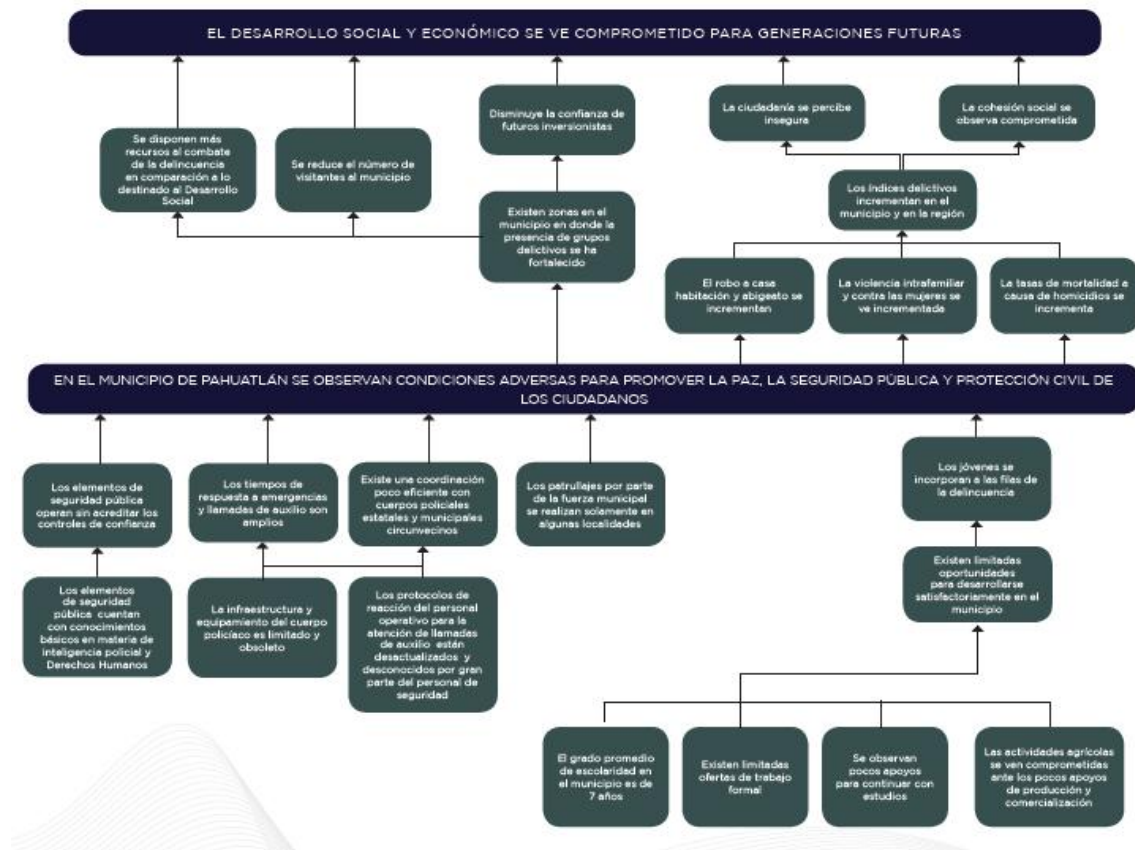 EL DESARROLLO SOCIAL Y ECONÓMICO SE VE COMPROMETIDO PARA GENERACIONES FUTURAS
Se disponen más
recursos al combate
de la delincuencia
en comparación a lo
destinado al Desarrollo
Social
Se reduce el número de
visitantes al municipio
Disminuye la confianza de
futuros inversionistas
La ciudadanía se percibe
insegura
La cohesión social se
observa comprometida
Existen zonas en el
municipio en donde la
presencia de grupos
delictivos se ha
fortalecido
Los índices delictivos
incrementan en el
municipio y en la región
El robo a casa
habitación y abigeato se
incrementan
La violencia intrafamiliar
y contra las mujeres se
ve incrementada
La tasas de mortalidad a
causa de homicidios se
incrementa
EN EL MUNICIPIO DE PAHUATLÁN SE OBSERVAN CONDICIONES ADVERSAS PARA PROMOVER LA PAZ, LA SEGURIDAD PÚBLICA Y PROTECCIÓN CIVIL DE
LOS CIUDADANOS
Los elementos de
seguridad pública
operan sin acreditar los
controles de confianza
Los tiempos de
respuesta a emergencias
y llamadas de auxilio son
amplios
Existe una coordinación
poco eficiente con
cuerpos policiales
estatales y municipales
circunvecinos
Los patrullajes por parte
de la fuerza municipal
se realizan solamente en
algunas localidades
Los jóvenes se
incorporan a las filas de
la delincuencia
Los elementos
de seguridad
pública cuentan
con conocimientos
básicos en materia de
inteligencia policial y
Derechos Humanos
La infraestructura y
equipamiento del cuerpo
policíaco es limitado y
obsoleto
Los protocolos de
reacción del personal
operativo para la
atención de llamadas
de auxilio están
desactualizados y
desconocidos por gran
parte del personal de
seguridad
Existen limitadas
oportunidades
para desarrollarse
satisfactoriamente en el
municipio
El grado promedio
de escolaridad en
el municipio es de
7 años
Existen limitadas
ofertas de trabajo
formal
Se observan
pocos apoyos
para continuar con
estudios
Las actividades agrícolas
se ven comprometidas
ante los pocos apoyos
de producción y
comercialización